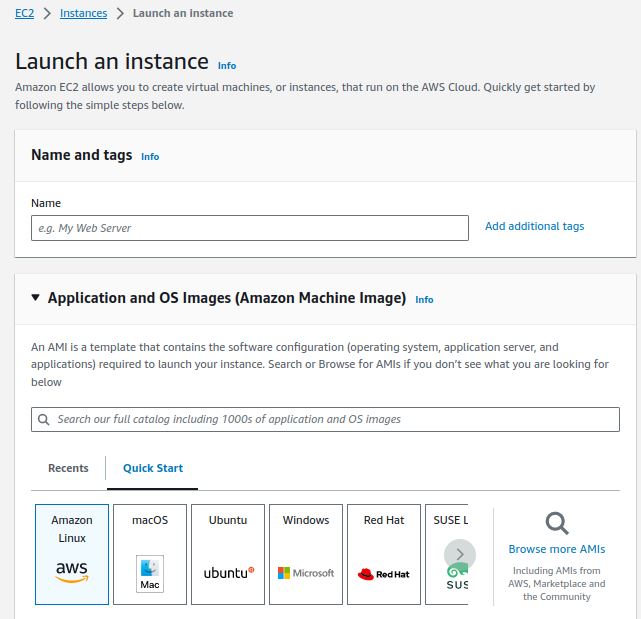 EC2 > Instances > Launch an instance
Launch an instance Info
Amazon EC2 allows you to create virtual machines, or instances, that run on the AWS Cloud. Quickly get started by
following the simple steps below.
Name and tags Info
Name
e.g. My Web Server
Add additional tags
Application and OS Images (Amazon Machine Image) Info
An AMI is a template that contains the software configuration (operating system, application server, and
applications) required to launch your instance. Search or Browse for AMIs if you don't see what you are looking for
below
Search our full catalog including 1000s of application and OS images
Recents
Quick Start
Amazon
Linux
aws
macOS
Mac
Ubuntu
ubuntu
Windows
Microsoft
Red Hat
Red Hat
SUSE L
SUS
Browse more AMIs
Including AMIs from
AWS, Marketplace and
the Community